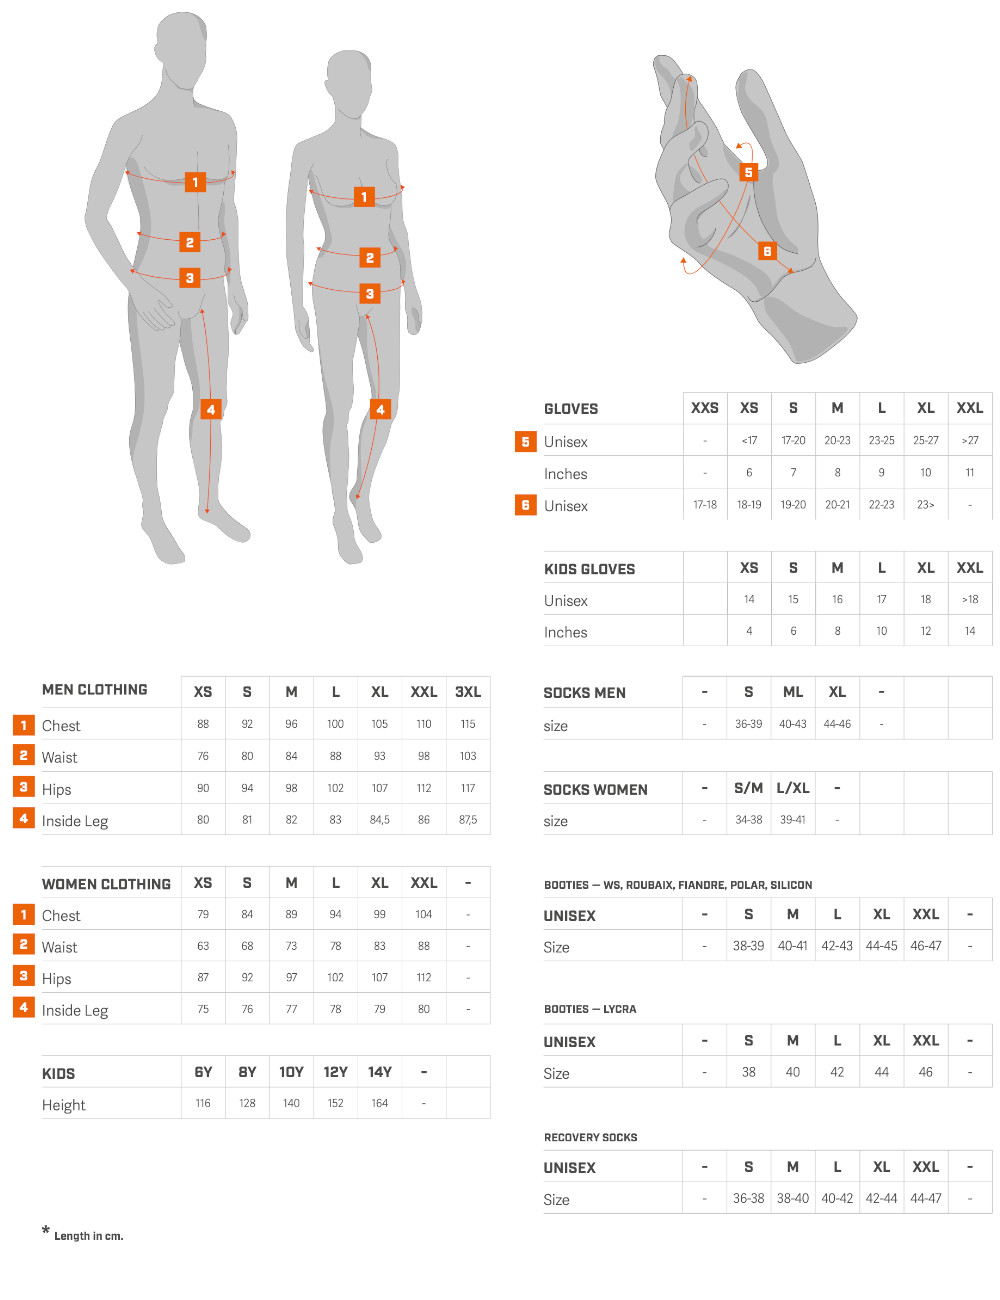 1
1
2
2
3
3
4
4
5
6
GLOVES XXS XS S M L XL XXL
5 Unisex - <17 17-20 20-23 23-25 25-27 >27
Inches - 6 7 8 9 10 11
6 Unisex 17-18 18-19 19-20 20-21 22-23 23> -
KIDS GLOVES XS S M L XL XXL
Unisex 14 15 16 17 18 >18
Inches 4 6 8 10 12 14
MEN CLOTHING XS S M L XL XXL 3XL
1 Chest 88 92 96 100 105 110 115
2 Waist 76 80 84 88 93 98 103
3 Hips 90 94 98 102 107 112 117
4 Inside Leg 80 81 82 83 84,5 86 87,5
WOMEN CLOTHING XS S M L XL XXL -
1 Chest 79 84 89 94 99 104 -
2 Waist 63 68 73 78 83 88 -
3 Hips 87 92 97 102 107 112 -
4 Inside Leg 75 76 77 78 79 80 -
KIDS 6Y 8Y 10Y 12Y 14Y -
Height 116 128 140 152 164 -
SOCKS MEN - S ML XL -
size - 36-39 40-43 44-46 -
SOCKS WOMEN - S/M L/XL -
size - 34-38 39-41 -
BOOTIES — WS, ROUBAIX, FIANDRE, POLAR, SILICON
UNISEX - S M L XL XXL -
Size - 38-39 40-41 42-43 44-45 46-47 -
BOOTIES — LYCRA
UNISEX - S M L XL XXL -
Size - 38 40 42 44 46 -
RECOVERY SOCKS
UNISEX - S M L XL XXL -
Size - 36-38 38-40 40-42 42-44 44-47 -
* Length in cm.